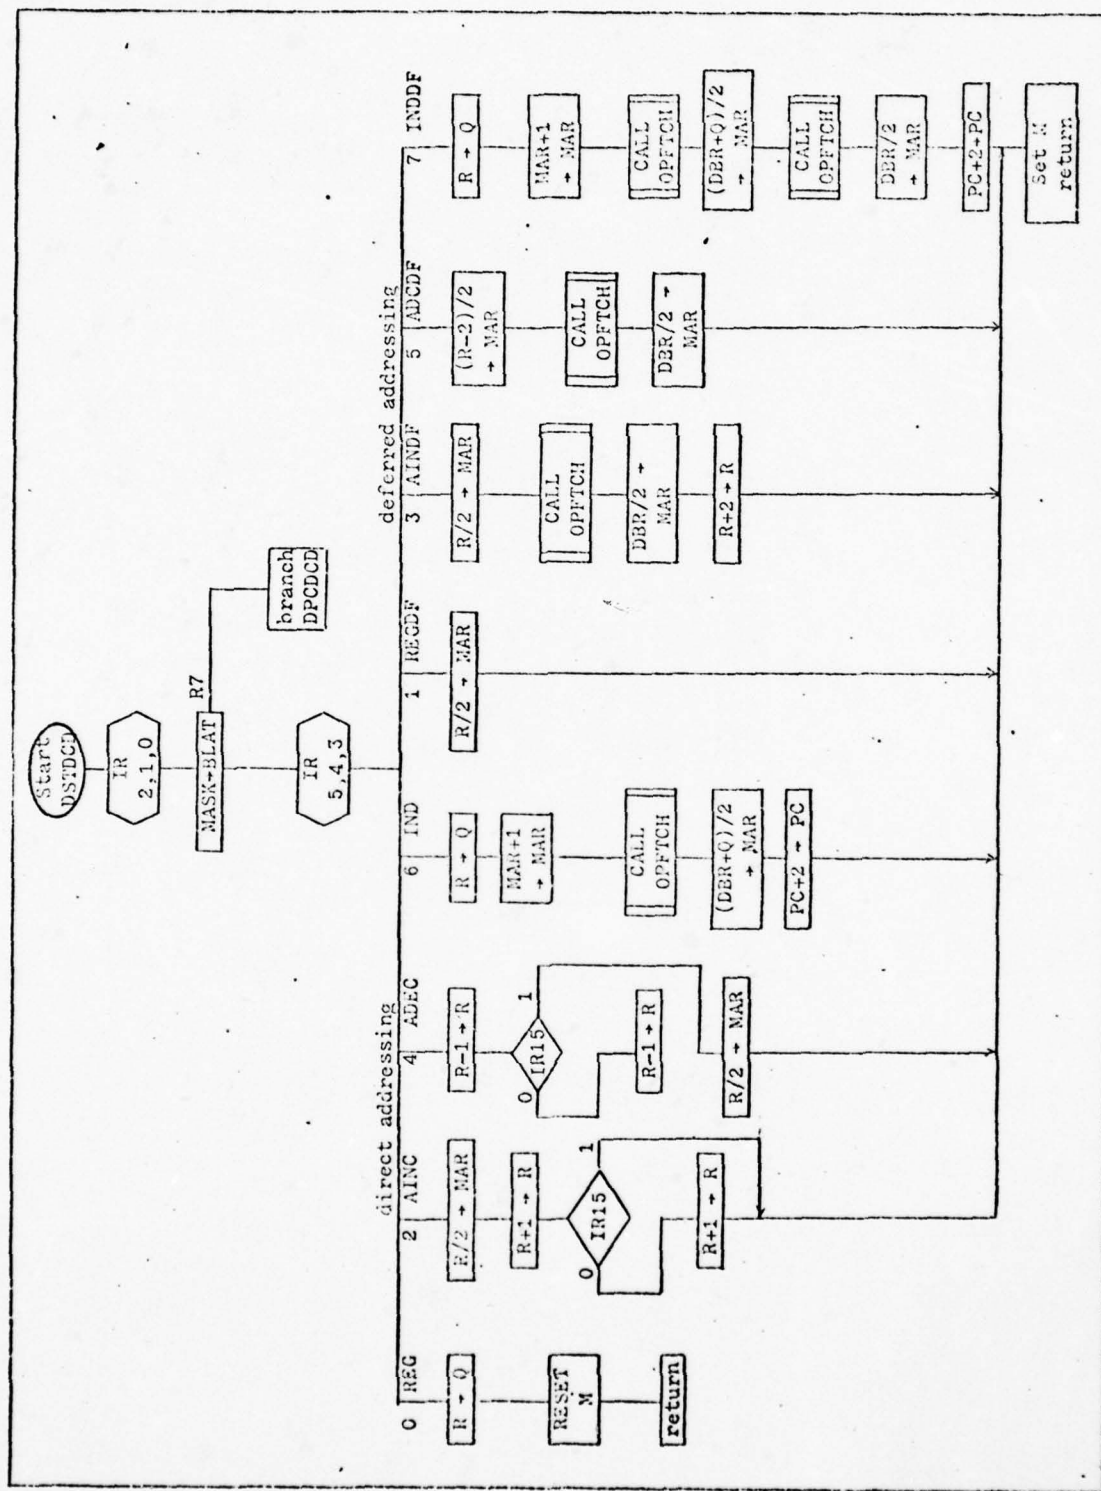 Start
DSTDCD
IR
2,1,0
MASK→BLAT
R7
branch
DPCDCD
IR
5,4,3
direct addressing
deferred addressing
0 REG
R → Q
RESET
M
return
2 AINC
R/2 → MAR
R+1 → R
IR15
0
1
R+1 → R
4 ADEC
R-1→R
IR15
0
1
R-1→ R
R/2 → MAR
6 IND
R → Q
MAR+1
→ MAR
CALL
OPFTCH
(DBR+Q)/2
→ MAR
PC+2 → PC
1 REGDF
R/2 → MAR
3 AINDF
R/2 → MAR
CALL
OPFTCH
DBR/2 →
MAR
R+2 → R
5 ADCDF
(R-2)/2
→ MAR
CALL
OPFTCH
DBR/2 →
MAR
7 INDDF
R → Q
MAR+1
→ MAR
CALL
OPFTCH
(DBR+Q)/2
→ MAR
CALL
OPFTCH
DBR/2
→ MAR
PC+2→PC
Set M
return